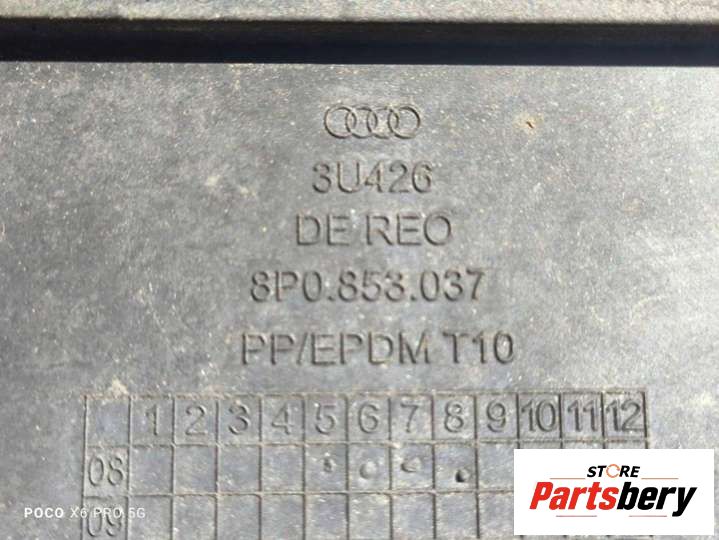 3U426
DE REO
8P0.853.037
PP/EPDM T10
1 2 3 4 5 6 7 8 9 10 11 12
08
09
STORE
Partsbery
POCO X6 PRO 5G